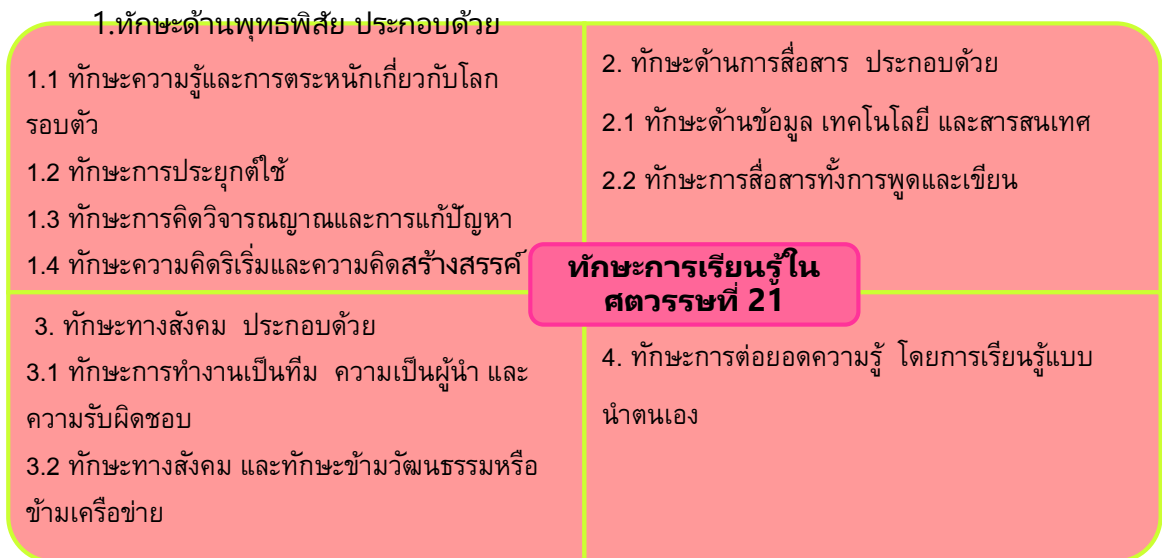 1.ทักษะด้านพุทธพิสัย ประกอบด้วย
1.1 ทักษะความรู้และการตระหนักเกี่ยวกับโลก
รอบตัว
1.2 ทักษะการประยุกต์ใช้
1.3 ทักษะการคิดวิจารณญาณและการแก้ปัญหา
1.4 ทักษะความคิดริเริ่มและความคิดสร้างสรรค์
2. ทักษะด้านการสื่อสาร ประกอบด้วย
2.1 ทักษะด้านข้อมูล เทคโนโลยี และสารสนเทศ
2.2 ทักษะการสื่อสารทั้งการพูดและเขียน
ทักษะการเรียนรู้ใน
ศตวรรษที่ 21
3. ทักษะทางสังคม ประกอบด้วย
3.1 ทักษะการทำงานเป็นทีม ความเป็นผู้นำ และ
ความรับผิดชอบ
3.2 ทักษะทางสังคม และทักษะข้ามวัฒนธรรมหรือ
ข้ามเครือข่าย
4. ทักษะการต่อยอดความรู้ โดยการเรียนรู้แบบ
นำตนเอง